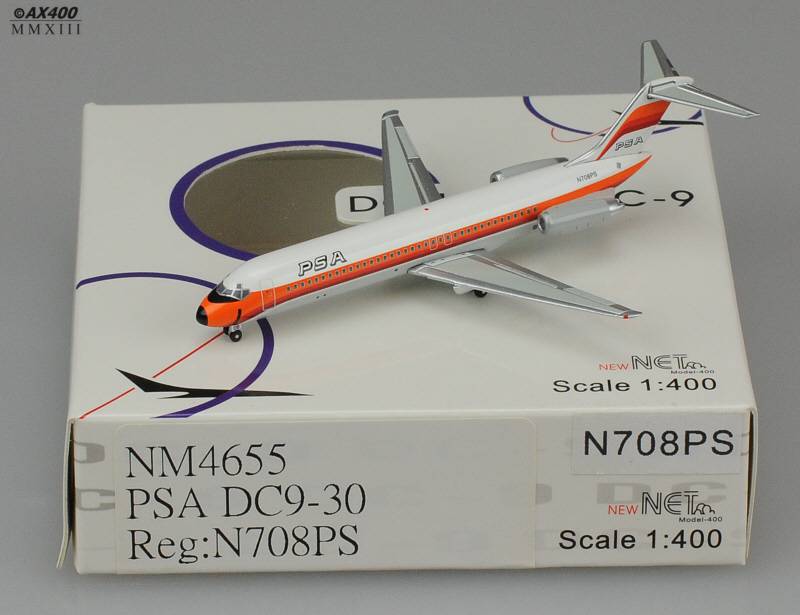 ©AX400
MMXIII
D C-9
PSA
N708PS
PSA
NEW NET
Model-400
Scale 1:400
N708PS
NM4655
PSA DC9-30
Reg:N708PS
NEW NET
Model-400
Scale 1:400